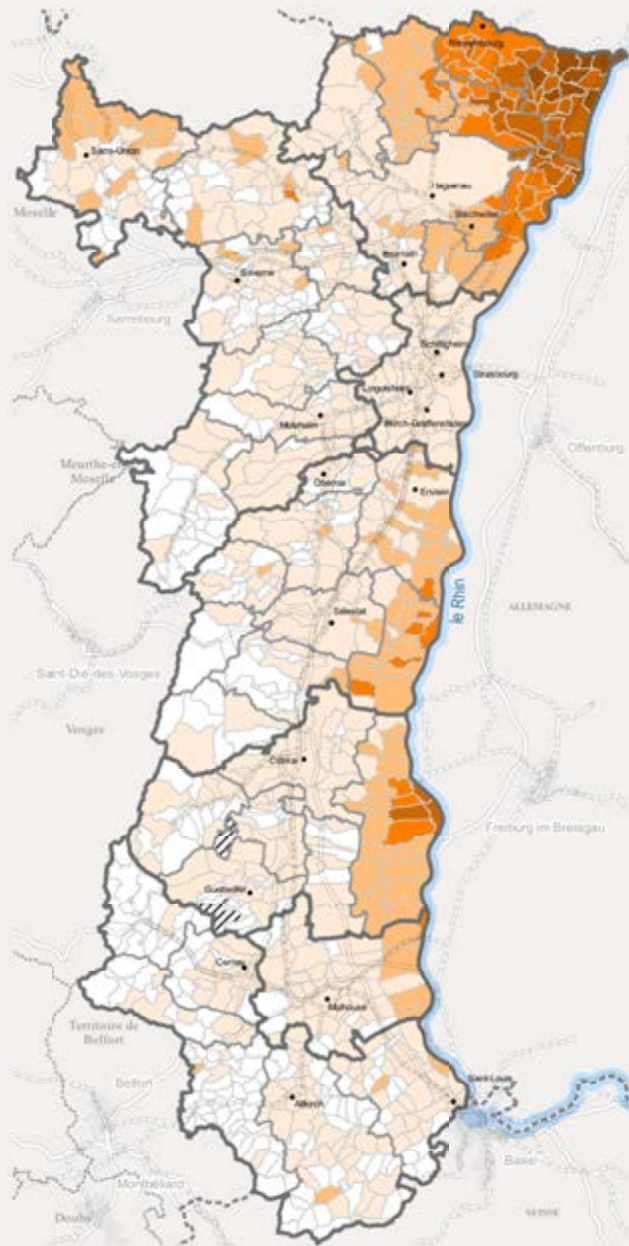 Wissembourg
Sarre-Union
Haguenau
Moselle
Bischwiller
Brumath
Saverne
Sarrebourg
Schiltigheim
Strasbourg
Lingolsheim
Molsheim
Illkirch-Graffenstaden
Offenburg
Meurthe-et-
Moselle
Obernai
Erstein
le Rhin
ALLEMAGNE
Sélestat
Saint-Dié-des-Vosges
Vosges
Colmar
Freiburg im Breisgau
Guebwiller
Cernay
Mulhouse
Territoire de
Belfort
Belfort
Saint-Louis
Altkirch
Basel
Montbéliard
Doubs
SUISSE